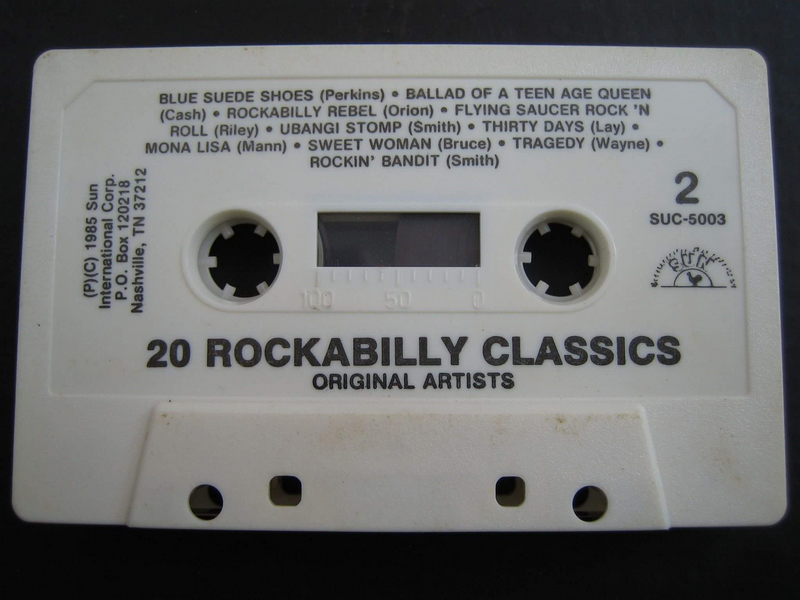 BLUE SUEDE SHOES (Perkins) • BALLAD OF A TEEN AGE QUEEN
(Cash) • ROCKABILLY REBEL (Orion) • FLYING SAUCER ROCK 'N
ROLL (Riley) • UBANGI STOMP (Smith) • THIRTY DAYS (Lay) •
MONA LISA (Mann) • SWEET WOMAN (Bruce) • TRAGEDY (Wayne) •
ROCKIN' BANDIT (Smith)
2
SUC-5003
SUN
(P)(C) 1985 Sun
International Corp.
P.O. Box 120218
Nashville, TN 37212
100 50 0
20 ROCKABILLY CLASSICS
ORIGINAL ARTISTS